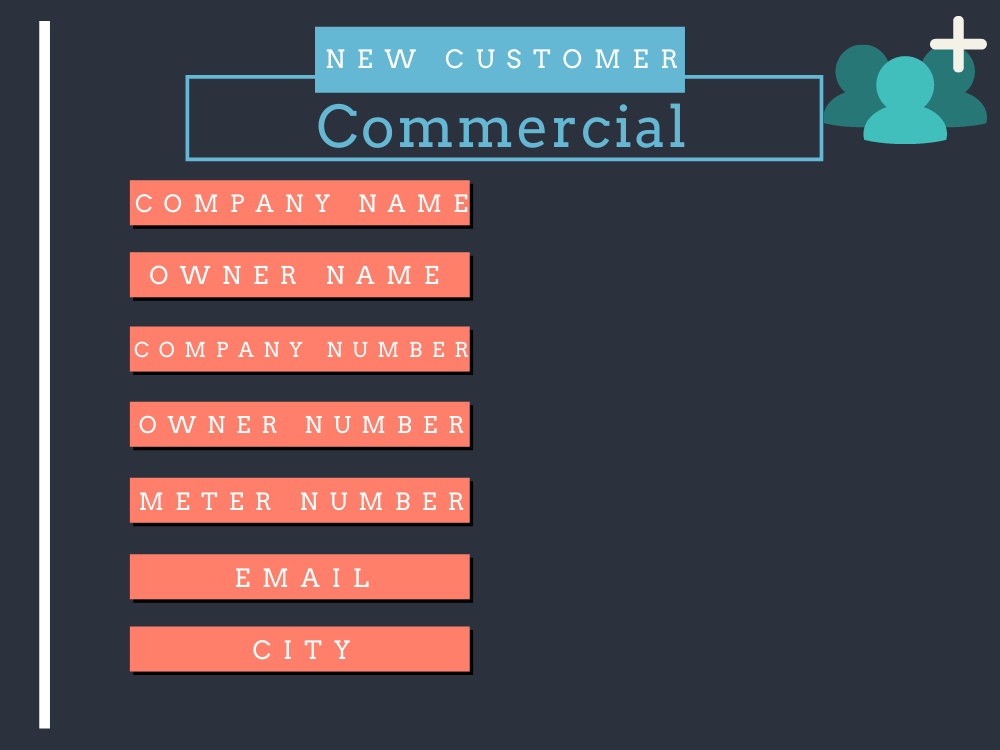 NEW CUSTOMER
Commercial
COMPANY NAME
OWNER NAME
COMPANY NUMBER
OWNER NUMBER
METER NUMBER
EMAIL
CITY